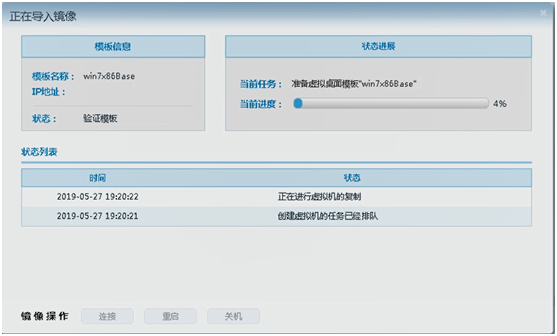 正在导入镜像
模板信息
模板名称： win7x86Base
IP地址：
状态： 验证模板
状态进展
当前任务： 准备虚拟桌面模板"win7x86Base"
当前进度： 4%
状态列表
时间 状态
2019-05-27 19:20:22 正在进行虚拟机的复制
2019-05-27 19:20:21 创建虚拟机的任务已经排队
镜像操作 连接 重启 关机